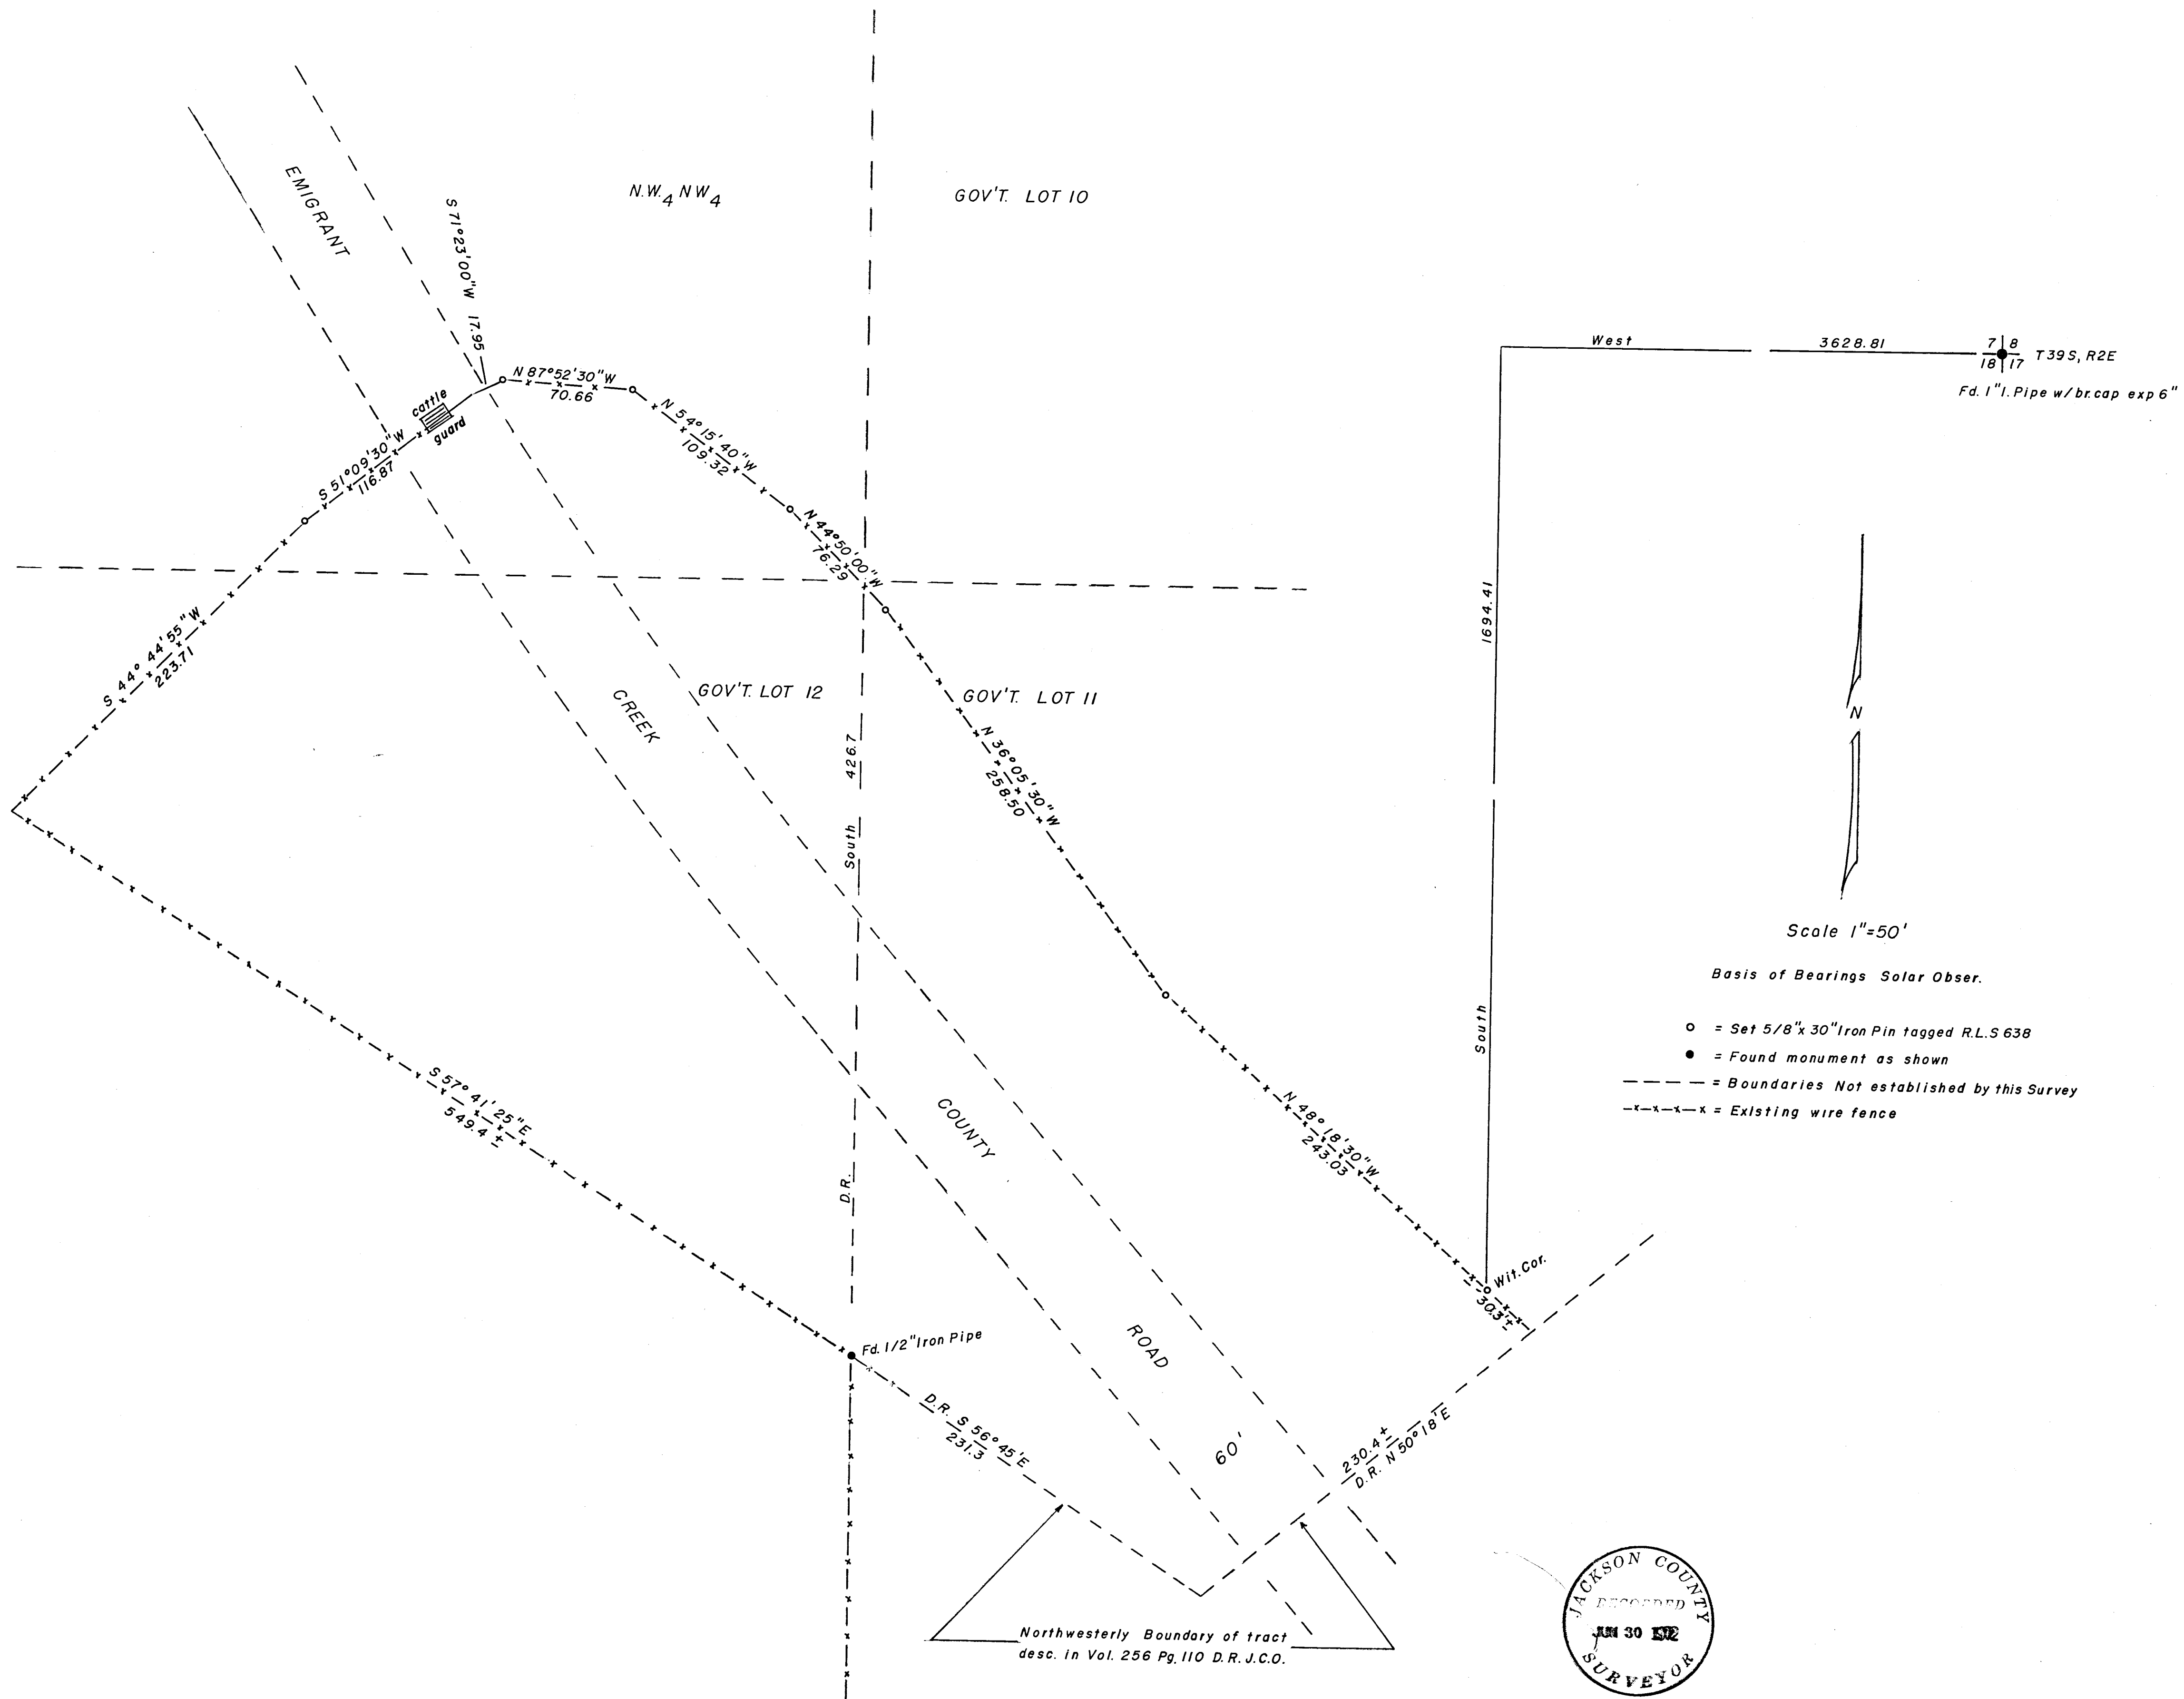 EMIGRANT
N.W.4 NW4
GOV'T. LOT 10
S 71°23'00"W 17.95
West
3628.81
7 8
18 17
T39S, R2E
Fd. 1"I. Pipe w/br.cap exp 6"
N 87°52'30"W
70.66
cattle
guard
S 51°09'30"W
116.87
N 54°15'40"W
109.32
N 44°50'00"W
76.29
S 44°44'55"W
223.71
GOV'T. LOT 12
GOV'T. LOT 11
CREEK
South 426.7
N 36°05'30"W
258.50
South 1694.41
N
Scale 1"=50'
Basis of Bearings Solar Obser.
= Set 5/8"x 30"Iron Pin tagged R.L.S 638
= Found monument as shown
= Boundaries Not established by this Survey
= Existing wire fence
S 57°41'25"E
549.4 ±
COUNTY
D.R.
N 48°18'30"W
243.03
Wit. Cor.
30.3'±
Fd. 1/2"Iron Pipe
ROAD
60'
D.R. S 56°45'E
231.3
230.4 ±
D.R. N 50°18'E
Northwesterly Boundary of tract
desc. in Vol. 256 Pg. 110 D.R. J.C.O.
JACKSON COUNTY
RECORDED
JUN 30 1972
SURVEYOR